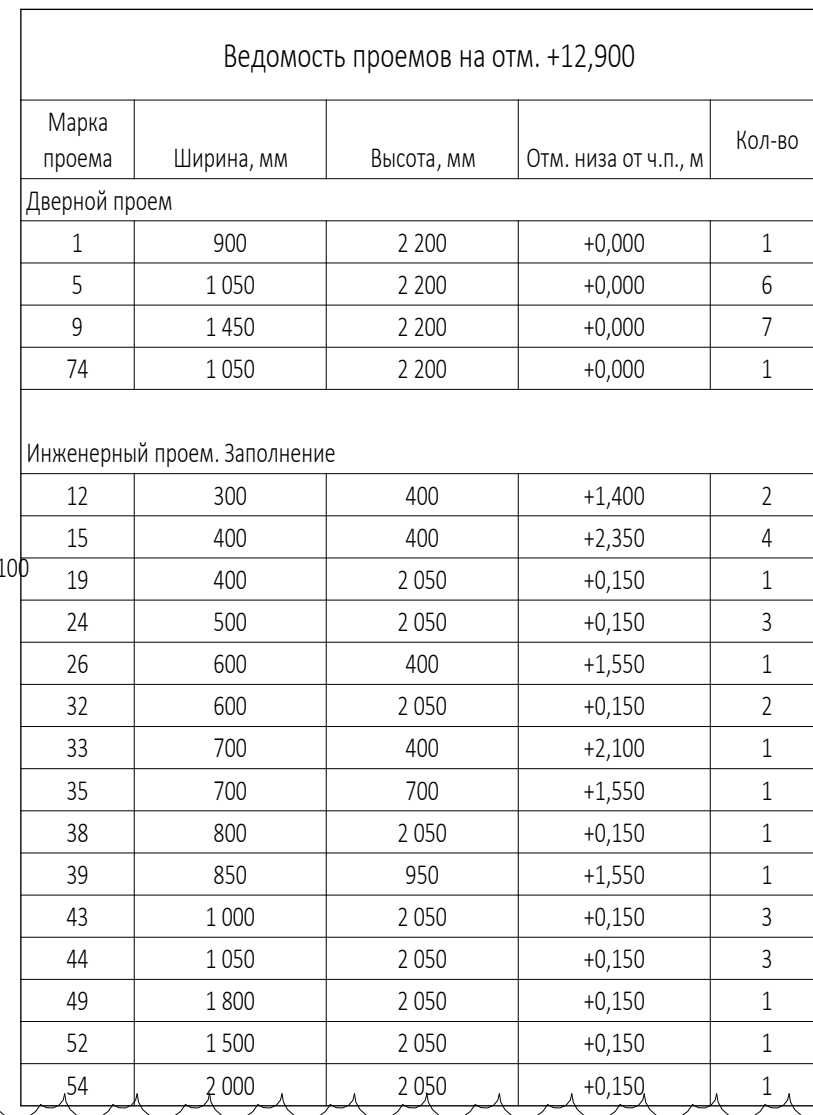 Ведомость проемов на отм. +12,900
Марка проема Ширина, мм Высота, мм Отм. низа от ч.п., м Кол-во
Дверной проем
1 900 2 200 +0,000 1
5 1 050 2 200 +0,000 6
9 1 450 2 200 +0,000 7
74 1 050 2 200 +0,000 1
Инженерный проем. Заполнение
12 300 400 +1,400 2
15 400 400 +2,350 4
100
19 400 2 050 +0,150 1
24 500 2 050 +0,150 3
26 600 400 +1,550 1
32 600 2 050 +0,150 2
33 700 400 +2,100 1
35 700 700 +1,550 1
38 800 2 050 +0,150 1
39 850 950 +1,550 1
43 1 000 2 050 +0,150 3
44 1 050 2 050 +0,150 3
49 1 800 2 050 +0,150 1
52 1 500 2 050 +0,150 1
54 2 000 2 050 +0,150 1